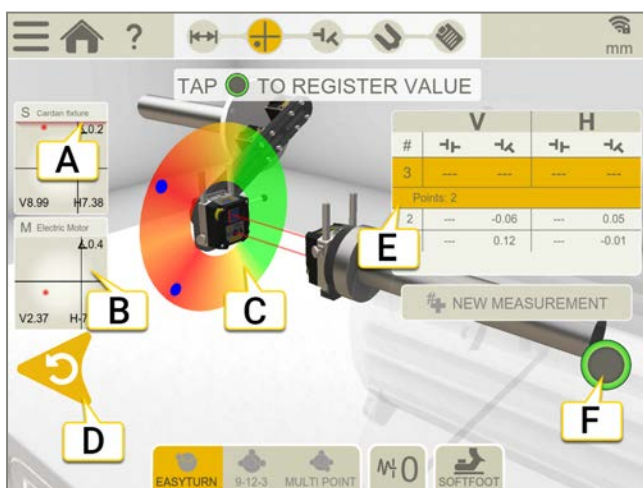 ?
mm
TAP TO REGISTER VALUE
S Cardan fixture
0.2
A
V8.99 H7.38
M Electric Motor
0.4
B
V2.37 H-7
C
D
V H
#
3 --- --- --- ---
Points: 2
2 --- -0.06 --- 0.05
--- 0.12 --- -0.01
E
NEW MEASUREMENT
F
EASYTURN 9-12-3 MULTI POINT
0
SOFTFOOT